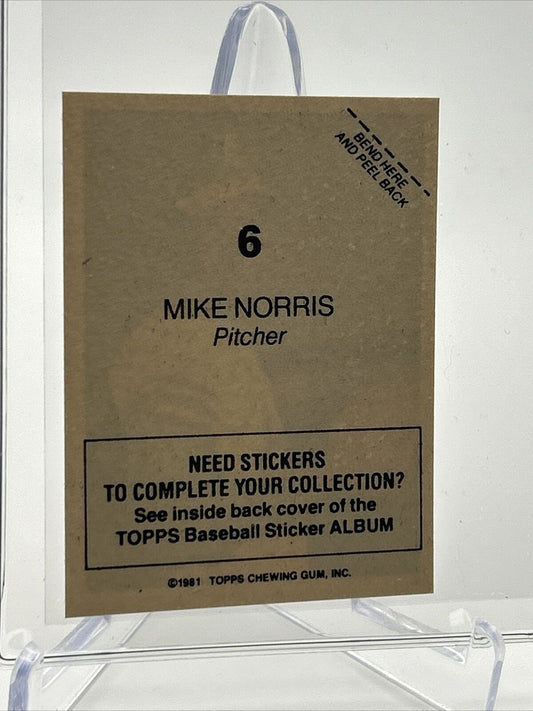 BEND HERE
AND PEEL BACK
6
MIKE NORRIS
Pitcher
NEED STICKERS
TO COMPLETE YOUR COLLECTION?
See inside back cover of the
TOPPS Baseball Sticker ALBUM
©1981 TOPPS CHEWING GUM, INC.